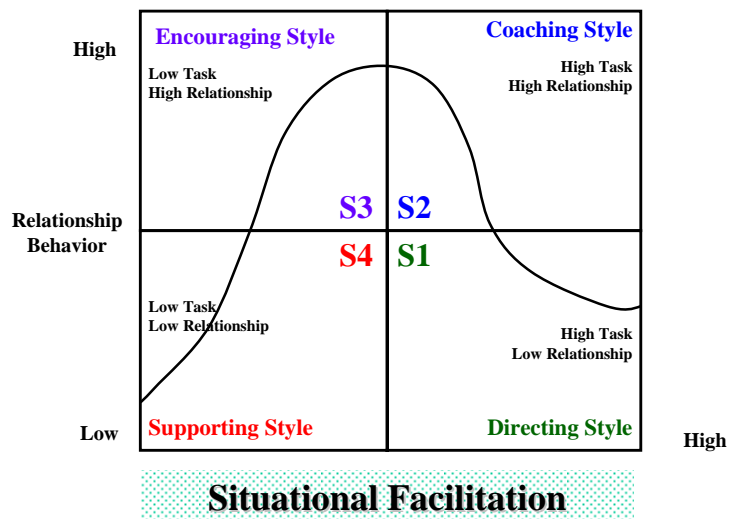 Encouraging Style
Coaching Style
High
Low Task
High Relationship
High Task
High Relationship
S3
S2
Relationship
Behavior
S4
S1
Low Task
Low Relationship
High Task
Low Relationship
Low
Supporting Style
Directing Style
High
Situational Facilitation